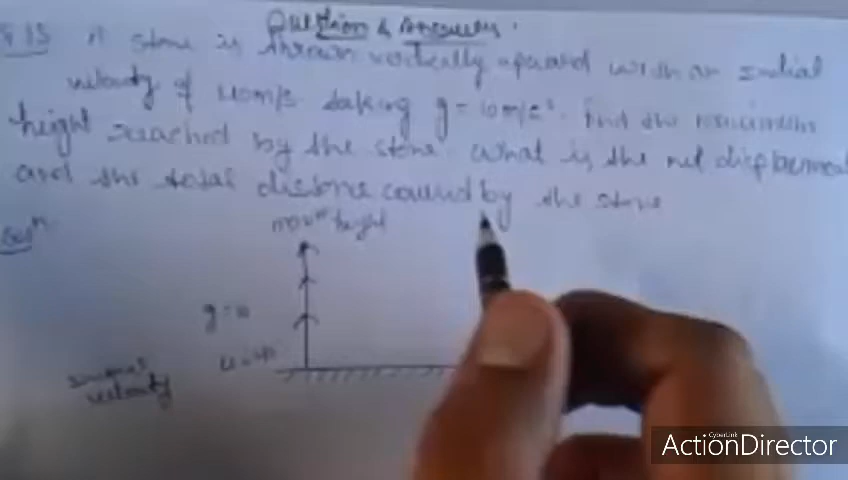 Question & Answers.
Q 15 A stone is thrown vertically upward with an initial
velocity of 40m/s taking g = 10m/s². find the maximum
height reached by the stone. what is the net displacement
and the total distance covered by the stone
Solⁿ
max^m height
g = 10
u = 40
velocity
CyberLink
ActionDirector